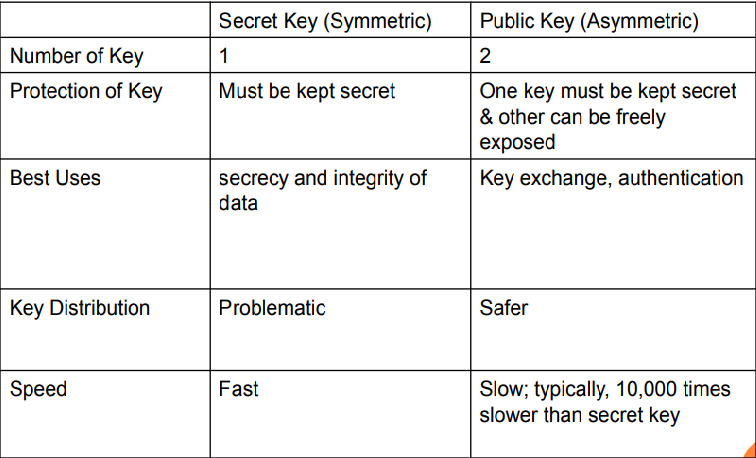 Secret Key (Symmetric) Public Key (Asymmetric)
Number of Key 1 2
Protection of Key Must be kept secret One key must be kept secret
& other can be freely
exposed
Best Uses secrecy and integrity of Key exchange, authentication
data
Key Distribution Problematic Safer
Speed Fast Slow; typically, 10,000 times
slower than secret key